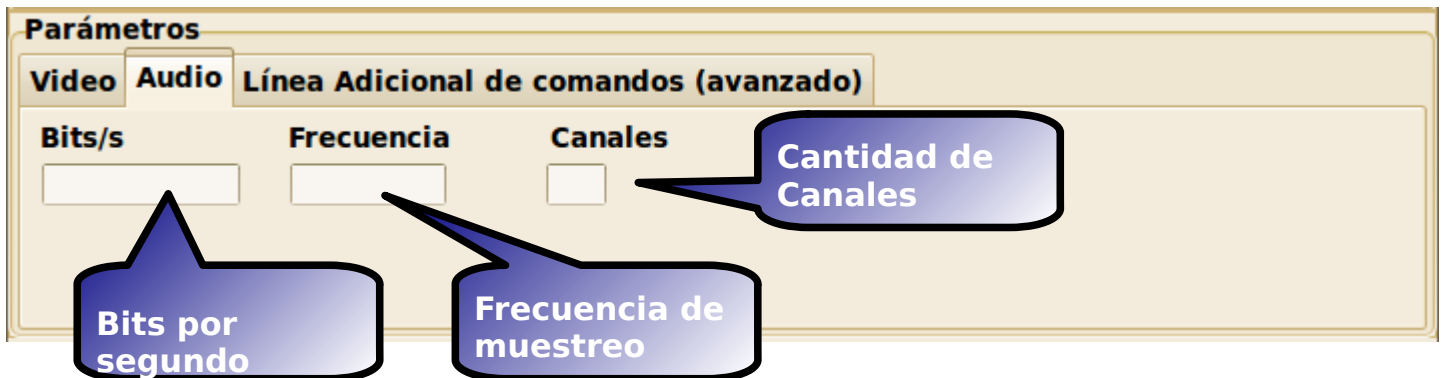 Parámetros
Video Audio Línea Adicional de comandos (avanzado)
Bits/s Frecuencia Canales
Cantidad de
Canales
Bits por
segundo
Frecuencia de
muestreo